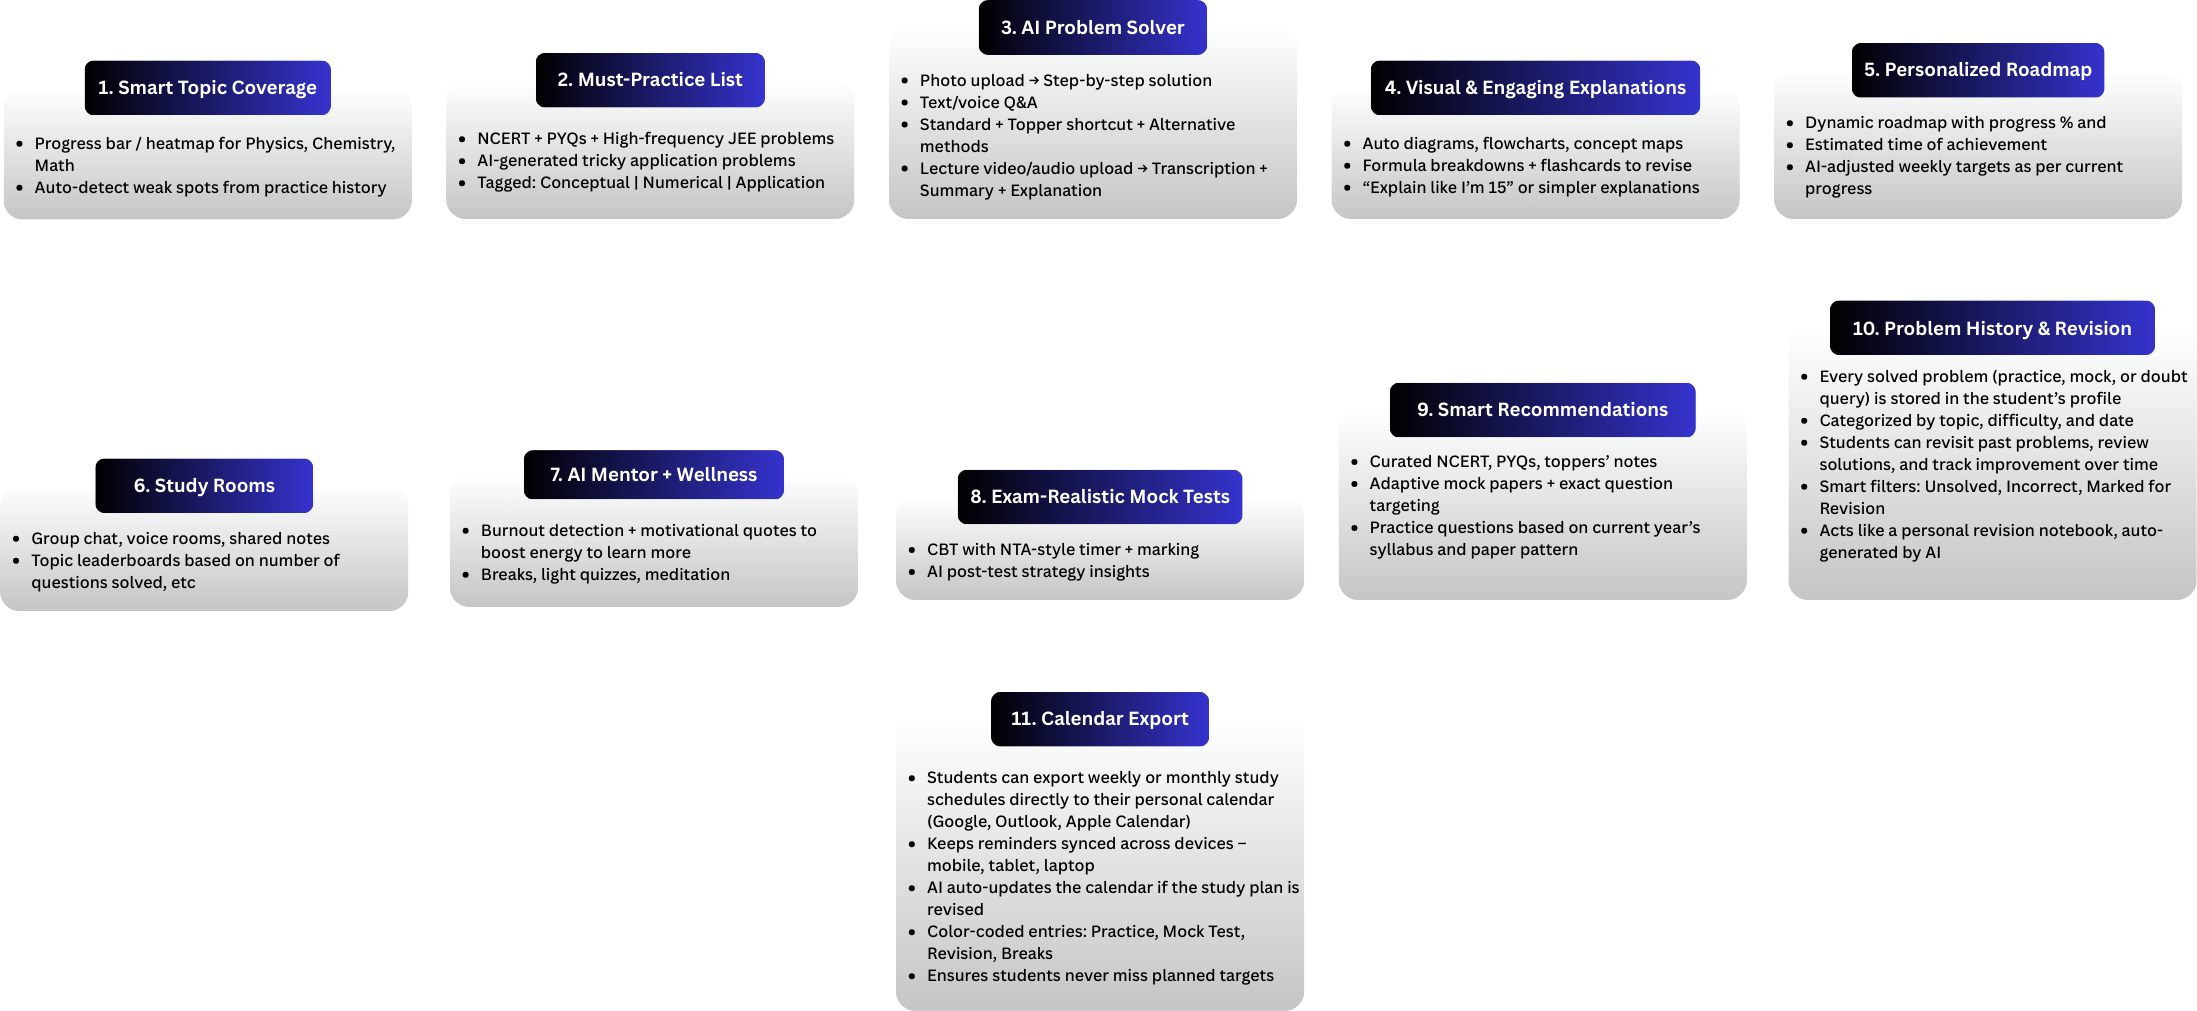 1. Smart Topic Coverage
• Progress bar / heatmap for Physics, Chemistry,
Math
• Auto-detect weak spots from practice history
2. Must-Practice List
• NCERT + PYQs + High-frequency JEE problems
• AI-generated tricky application problems
• Tagged: Conceptual | Numerical | Application
3. AI Problem Solver
• Photo upload → Step-by-step solution
• Text/voice Q&A
• Standard + Topper shortcut + Alternative
methods
• Lecture video/audio upload → Transcription +
Summary + Explanation
4. Visual & Engaging Explanations
• Auto diagrams, flowcharts, concept maps
• Formula breakdowns + flashcards to revise
• “Explain like I’m 15” or simpler explanations
5. Personalized Roadmap
• Dynamic roadmap with progress % and
• Estimated time of achievement
• AI-adjusted weekly targets as per current
progress
6. Study Rooms
• Group chat, voice rooms, shared notes
• Topic leaderboards based on number of
questions solved, etc
7. AI Mentor + Wellness
• Burnout detection + motivational quotes to
boost energy to learn more
• Breaks, light quizzes, meditation
8. Exam-Realistic Mock Tests
• CBT with NTA-style timer + marking
• AI post-test strategy insights
9. Smart Recommendations
• Curated NCERT, PYQs, toppers’ notes
• Adaptive mock papers + exact question
targeting
• Practice questions based on current year’s
syllabus and paper pattern
10. Problem History & Revision
• Every solved problem (practice, mock, or doubt
query) is stored in the student’s profile
• Categorized by topic, difficulty, and date
• Students can revisit past problems, review
solutions, and track improvement over time
• Smart filters: Unsolved, Incorrect, Marked for
Revision
• Acts like a personal revision notebook, auto-
generated by AI
11. Calendar Export
• Students can export weekly or monthly study
schedules directly to their personal calendar
(Google, Outlook, Apple Calendar)
• Keeps reminders synced across devices –
mobile, tablet, laptop
• AI auto-updates the calendar if the study plan is
revised
• Color-coded entries: Practice, Mock Test,
Revision, Breaks
• Ensures students never miss planned targets